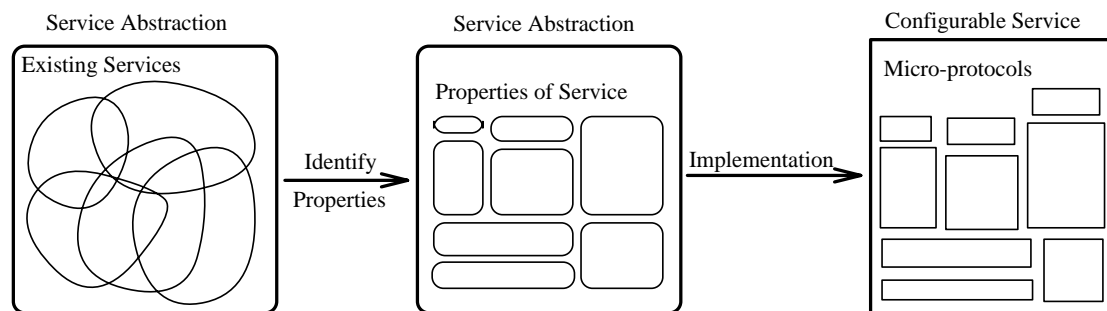 Service Abstraction
Existing Services
Identify
Properties
Service Abstraction
Properties of Service
Implementation
Configurable Service
Micro-protocols